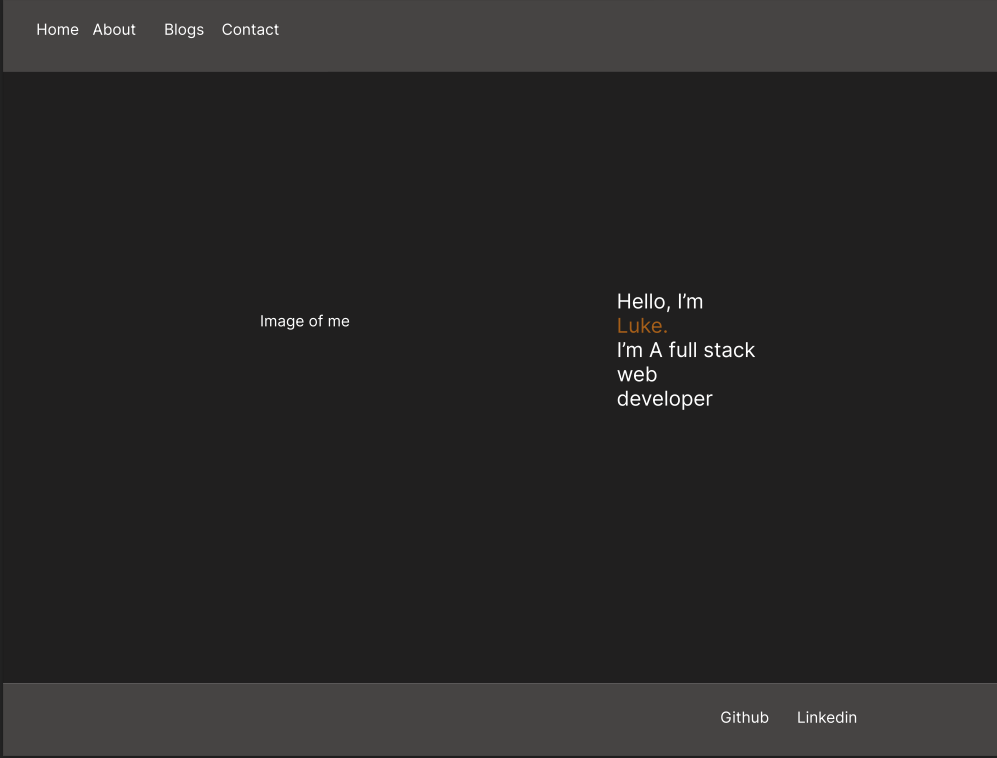 Home About Blogs Contact
Image of me
Hello, I’m
Luke.
I’m A full stack
web
developer
Github Linkedin